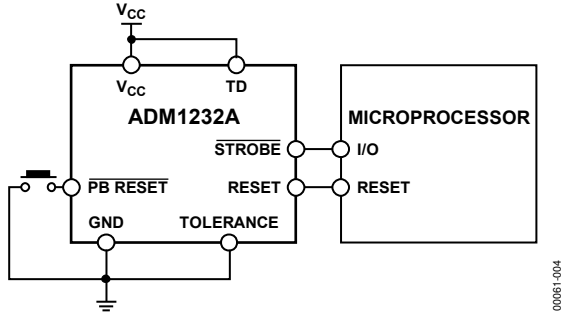 VCC
VCC
TD
ADM1232A
MICROPROCESSOR
STROBE
I/O
PB RESET
RESET
RESET
GND
TOLERANCE
00061-004